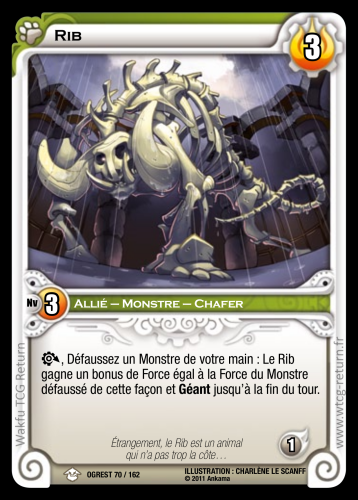 Rib
3
Nv 3 Allié – Monstre – Chafer
, Défaussez un Monstre de votre main : Le Rib
gagne un bonus de Force égal à la Force du Monstre
défaussé de cette façon et Géant jusqu'à la fin du tour.
Étrangement, le Rib est un animal
qui n'a pas trop la côte…
1
OGREST 70 / 162
ILLUSTRATION : CHARLÈNE LE SCANFF
© 2011 Ankama
Wakfu TCG Return
www.wtcg-return.fr